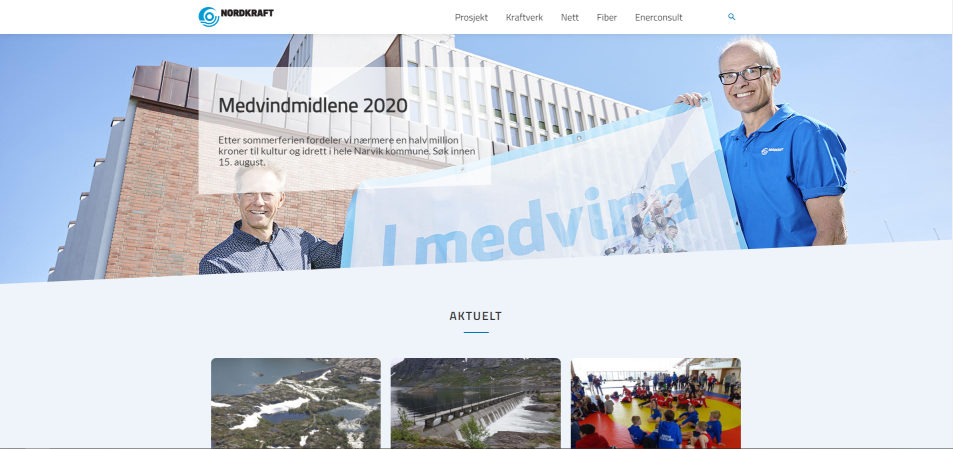 NORDKRAFT
Prosjekt Kraftverk Nett Fiber Enerconsult
Medvindmidlene 2020
Etter sommerferien fordeler vi nærmere en halv million
kroner til kultur og idrett i hele Narvik kommune. Søk innen
15. august.
NORDKRAFT
I medvind
AKTUELT